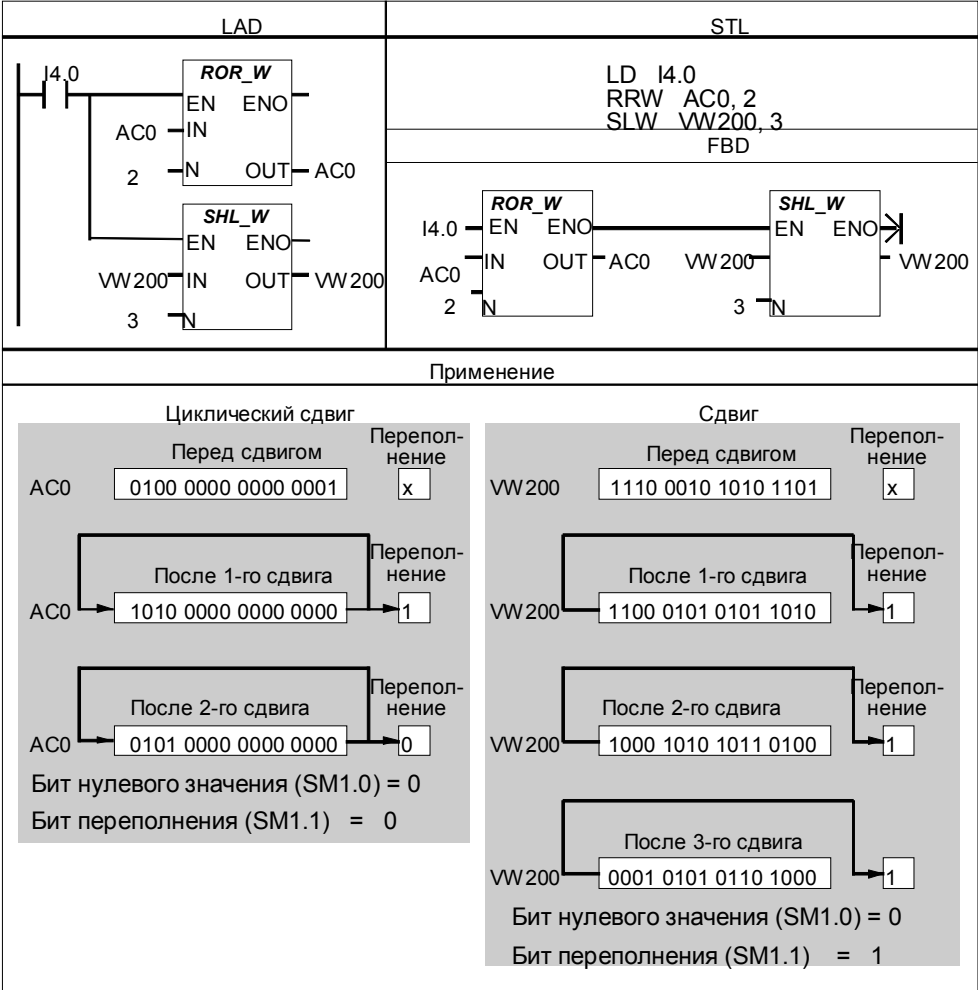 LAD
I4.0
ROR_W
EN ENO
AC0 IN
2 N OUT AC0
SHL_W
EN ENO
VW200 IN OUT VW200
3 N
STL
LD I4.0
RRW AC0, 2
SLW VW200, 3
FBD
ROR_W
I4.0 EN ENO
AC0 IN OUT AC0
2 N
SHL_W
EN ENO
VW200 VW200
3 N
Применение
Циклический сдвиг
Перед сдвигом
Перепол-
нение
AC0 0100 0000 0000 0001 x
После 1-го сдвига
Перепол-
нение
AC0 1010 0000 0000 0000 1
После 2-го сдвига
Перепол-
нение
AC0 0101 0000 0000 0000 0
Бит нулевого значения (SM1.0) = 0
Бит переполнения (SM1.1) = 0
Сдвиг
Перед сдвигом
Перепол-
нение
VW200 1110 0010 1010 1101 x
После 1-го сдвига
Перепол-
нение
VW200 1100 0101 0101 1010 1
После 2-го сдвига
Перепол-
нение
VW200 1000 1010 1011 0100 1
После 3-го сдвига
VW200 0001 0101 0110 1000 1
Бит нулевого значения (SM1.0) = 0
Бит переполнения (SM1.1) = 1